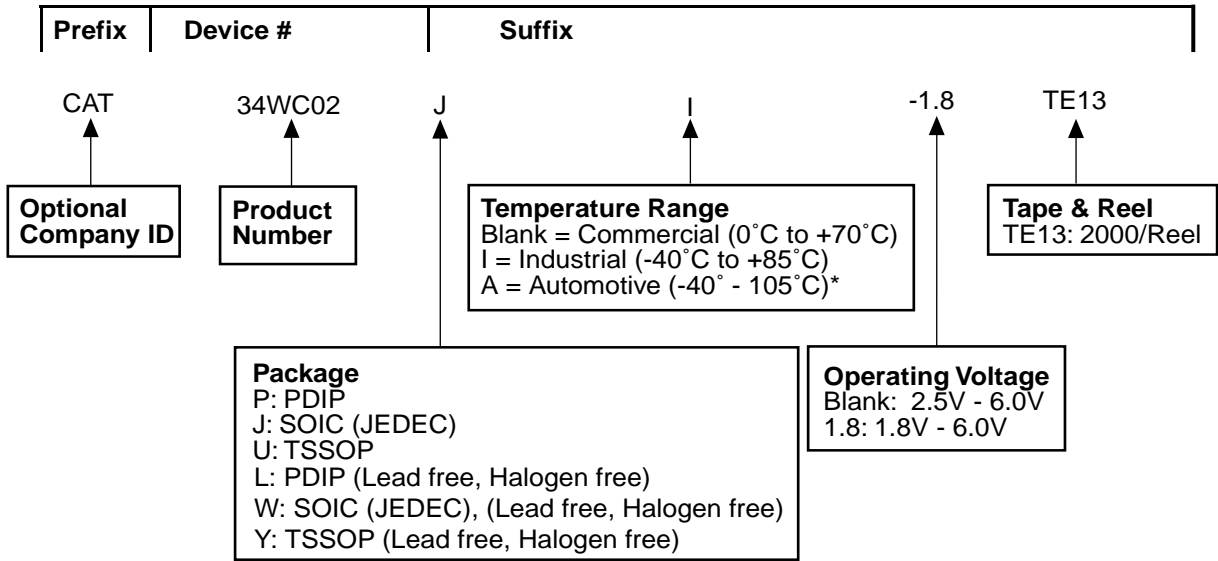 Prefix Device # Suffix
CAT 34WC02 J I -1.8 TE13
Optional
Company ID
Product
Number
Temperature Range
Blank = Commercial (0˚C to +70˚C)
I = Industrial (-40˚C to +85˚C)
A = Automotive (-40˚ - 105˚C)*
Tape & Reel
TE13: 2000/Reel
Package
P: PDIP
J: SOIC (JEDEC)
U: TSSOP
L: PDIP (Lead free, Halogen free)
W: SOIC (JEDEC), (Lead free, Halogen free)
Y: TSSOP (Lead free, Halogen free)
Operating Voltage
Blank: 2.5V - 6.0V
1.8: 1.8V - 6.0V